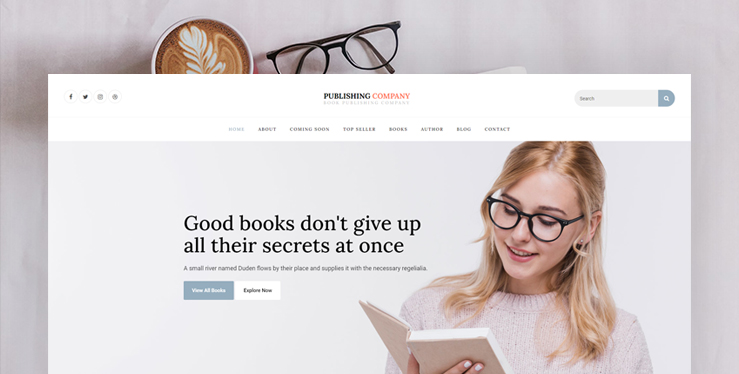 PUBLISHING COMPANY
BOOK PUBLISHING COMPANY
Search
HOME ABOUT COMING SOON TOP SELLER BOOKS AUTHOR BLOG CONTACT
Good books don't give up
all their secrets at once
A small river named Duden flows by their place and supplies it with the necessary regelialia.
View All Books Explore Now